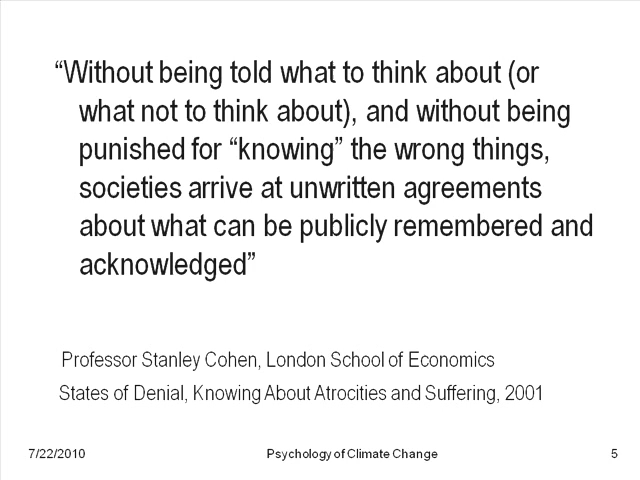 “Without being told what to think about (or
what not to think about), and without being
punished for “knowing” the wrong things,
societies arrive at unwritten agreements
about what can be publicly remembered and
acknowledged”
Professor Stanley Cohen, London School of Economics
States of Denial, Knowing About Atrocities and Suffering, 2001
7/22/2010 Psychology of Climate Change 5